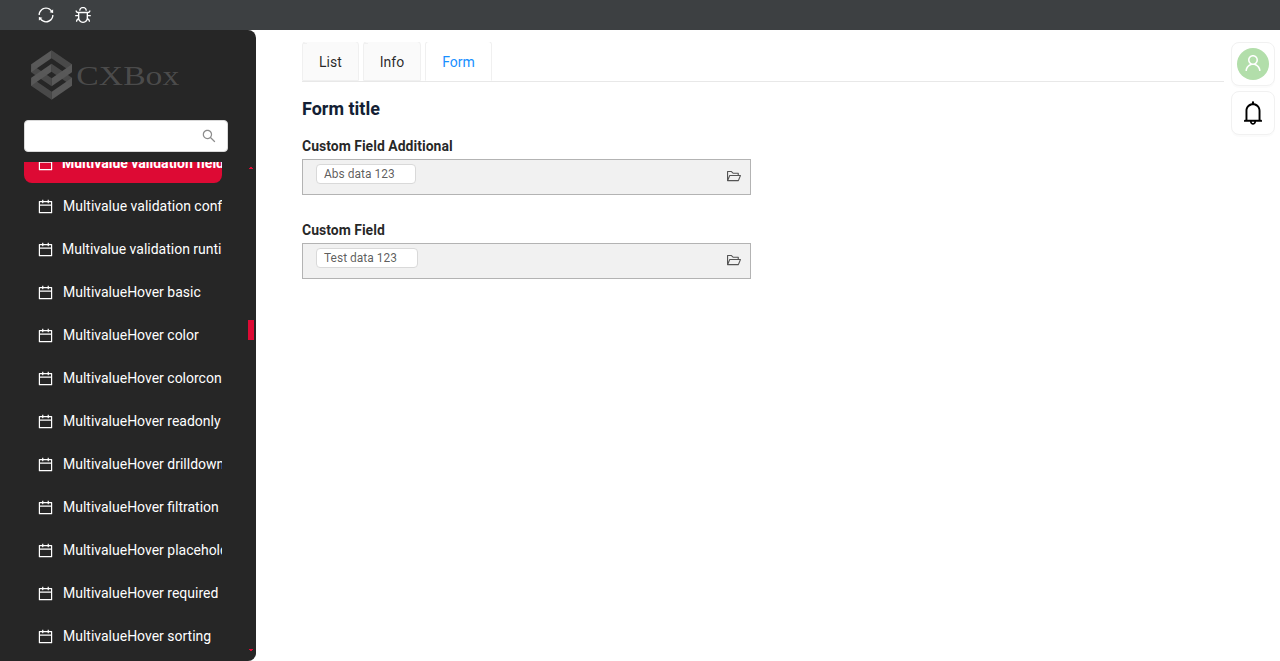 CXBox
Multivalue validation field
Multivalue validation conf
Multivalue validation runti
MultivalueHover basic
MultivalueHover color
MultivalueHover colorcon
MultivalueHover readonly
MultivalueHover drilldown
MultivalueHover filtration
MultivalueHover placehol
MultivalueHover required
MultivalueHover sorting
List
Info
Form
Form title
Custom Field Additional
Abs data 123
Custom Field
Test data 123